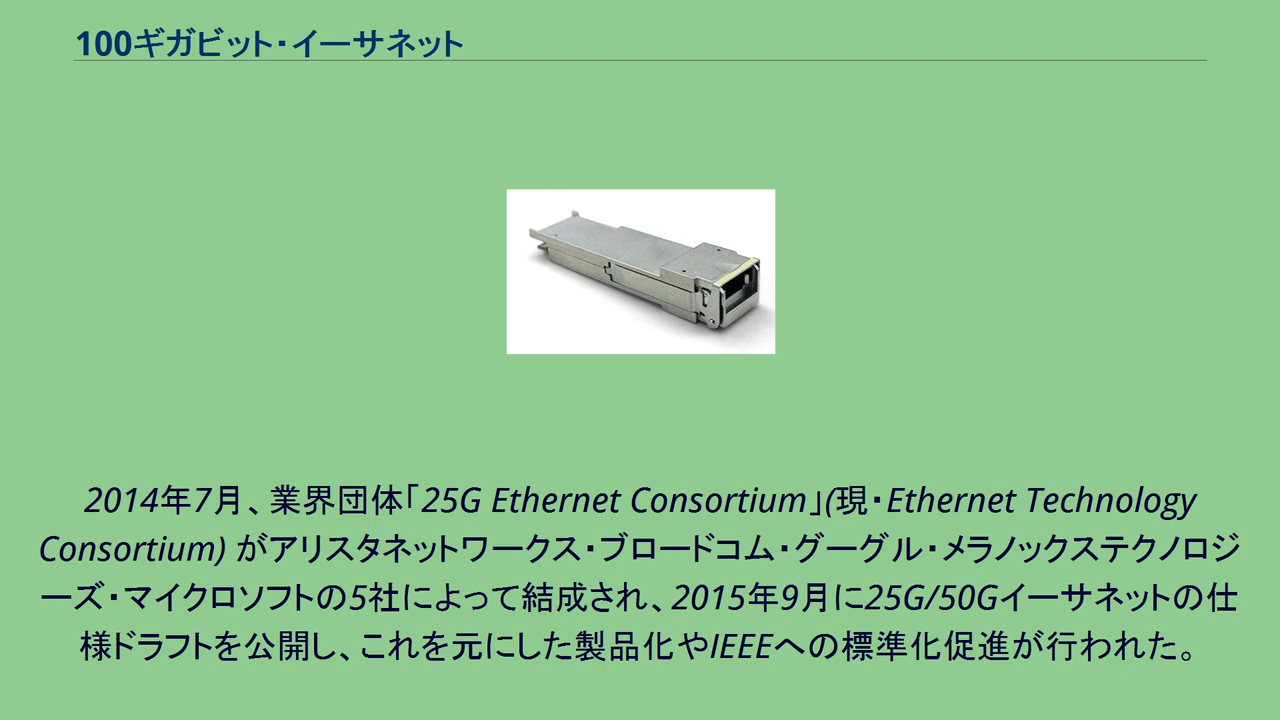 100ギガビット・イーサネット
2014年7月、業界団体「25G Ethernet Consortium」(現・Ethernet Technology
Consortium) がアリスタネットワークス・ブロードコム・グーグル・メラノックステクノロジ
ーズ・マイクロソフトの5社によって結成され、2015年9月に25G/50Gイーサネットの仕
様ドラフトを公開し、これを元にした製品化やIEEEへの標準化促進が行われた。